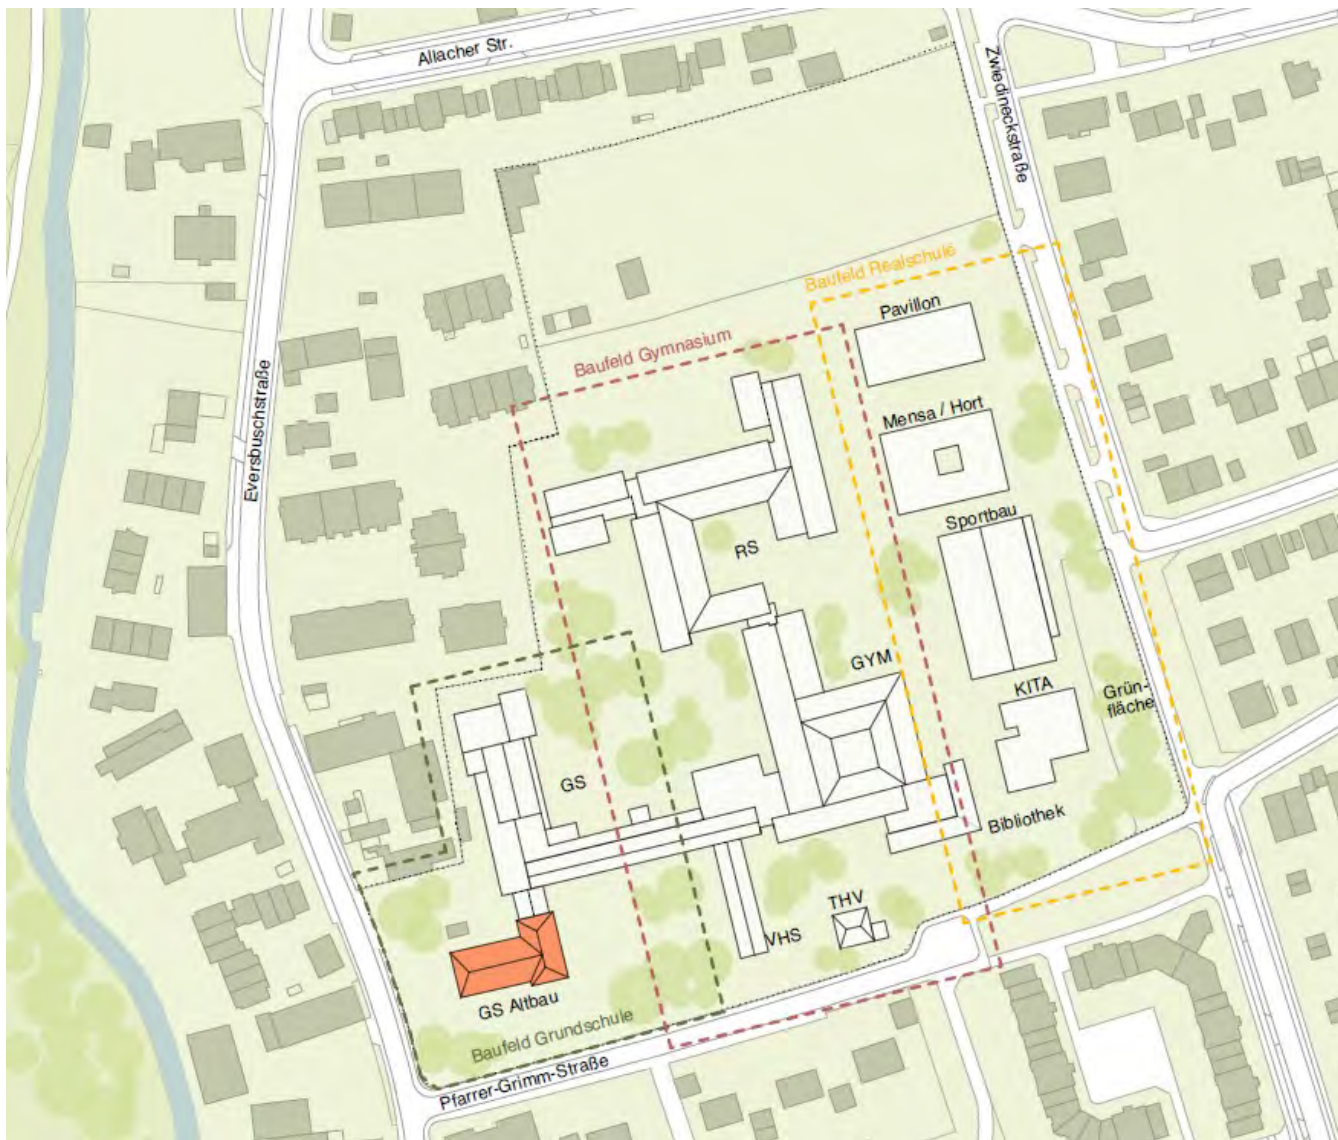 Allacher Str.
Zwiedineckstraße
Baufeld Realschule
Pavillon
Baufeld Gymnasium
Eversbuschstraße
Mensa / Hort
Sportbau
RS
GYM
KITA
Grün-
fläche
GS
Bibliothek
THV
VHS
GS Altbau
Baufeld Grundschule
Pfarrer-Grimm-Straße